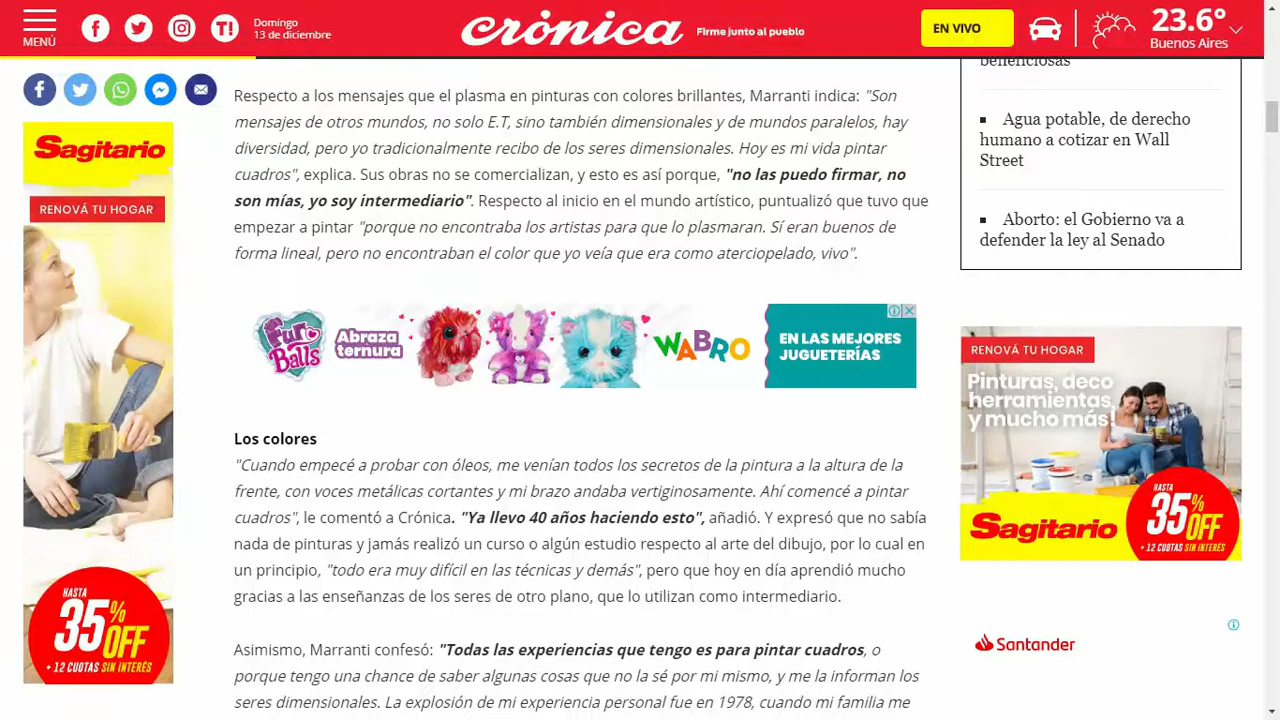 MENÚ
Domingo
13 de diciembre
crónica
Firme junto al pueblo
EN VIVO
23.6°
Buenos Aires
Sagitario
RENOVÁ TU HOGAR
HASTA
35% OFF
+ 12 CUOTAS SIN INTERÉS
Respecto a los mensajes que el plasma en pinturas con colores brillantes, Marranti indica: "Son
mensajes de otros mundos, no solo E.T, sino también dimensionales y de mundos paralelos, hay
diversidad, pero yo tradicionalmente recibo de los seres dimensionales. Hoy es mi vida pintar
cuadros", explica. Sus obras no se comercializan, y esto es así porque, "no las puedo firmar, no
son mías, yo soy intermediario". Respecto al inicio en el mundo artístico, puntualizó que tuvo que
empezar a pintar "porque no encontraba los artistas para que lo plasmaran. Sí eran buenos de
forma lineal, pero no encontraban el color que yo veía que era como aterciopelado, vivo".
Fur Balls
Abraza
ternura
WABRO
EN LAS MEJORES
JUGUETERÍAS
Los colores
"Cuando empecé a probar con óleos, me venían todos los secretos de la pintura a la altura de la
frente, con voces metálicas cortantes y mi brazo andaba vertiginosamente. Ahí comencé a pintar
cuadros", le comentó a Crónica. "Ya llevo 40 años haciendo esto", añadió. Y expresó que no sabía
nada de pinturas y jamás realizó un curso o algún estudio respecto al arte del dibujo, por lo cual en
un principio, "todo era muy difícil en las técnicas y demás", pero que hoy en día aprendió mucho
gracias a las enseñanzas de los seres de otro plano, que lo utilizan como intermediario.
Asimismo, Marranti confesó: "Todas las experiencias que tengo es para pintar cuadros, o
porque tengo una chance de saber algunas cosas que no la sé por mi mismo, y me la informan los
seres dimensionales. La explosión de mi experiencia personal fue en 1978, cuando mi familia me
beneficiosas
Agua potable, de derecho
humano a cotizar en Wall
Street
Aborto: el Gobierno va a
defender la ley al Senado
RENOVÁ TU HOGAR
Pinturas, deco
herramientas,
y mucho más!
Sagitario
HASTA
35% OFF
+ 12 CUOTAS SIN INTERÉS
Santander